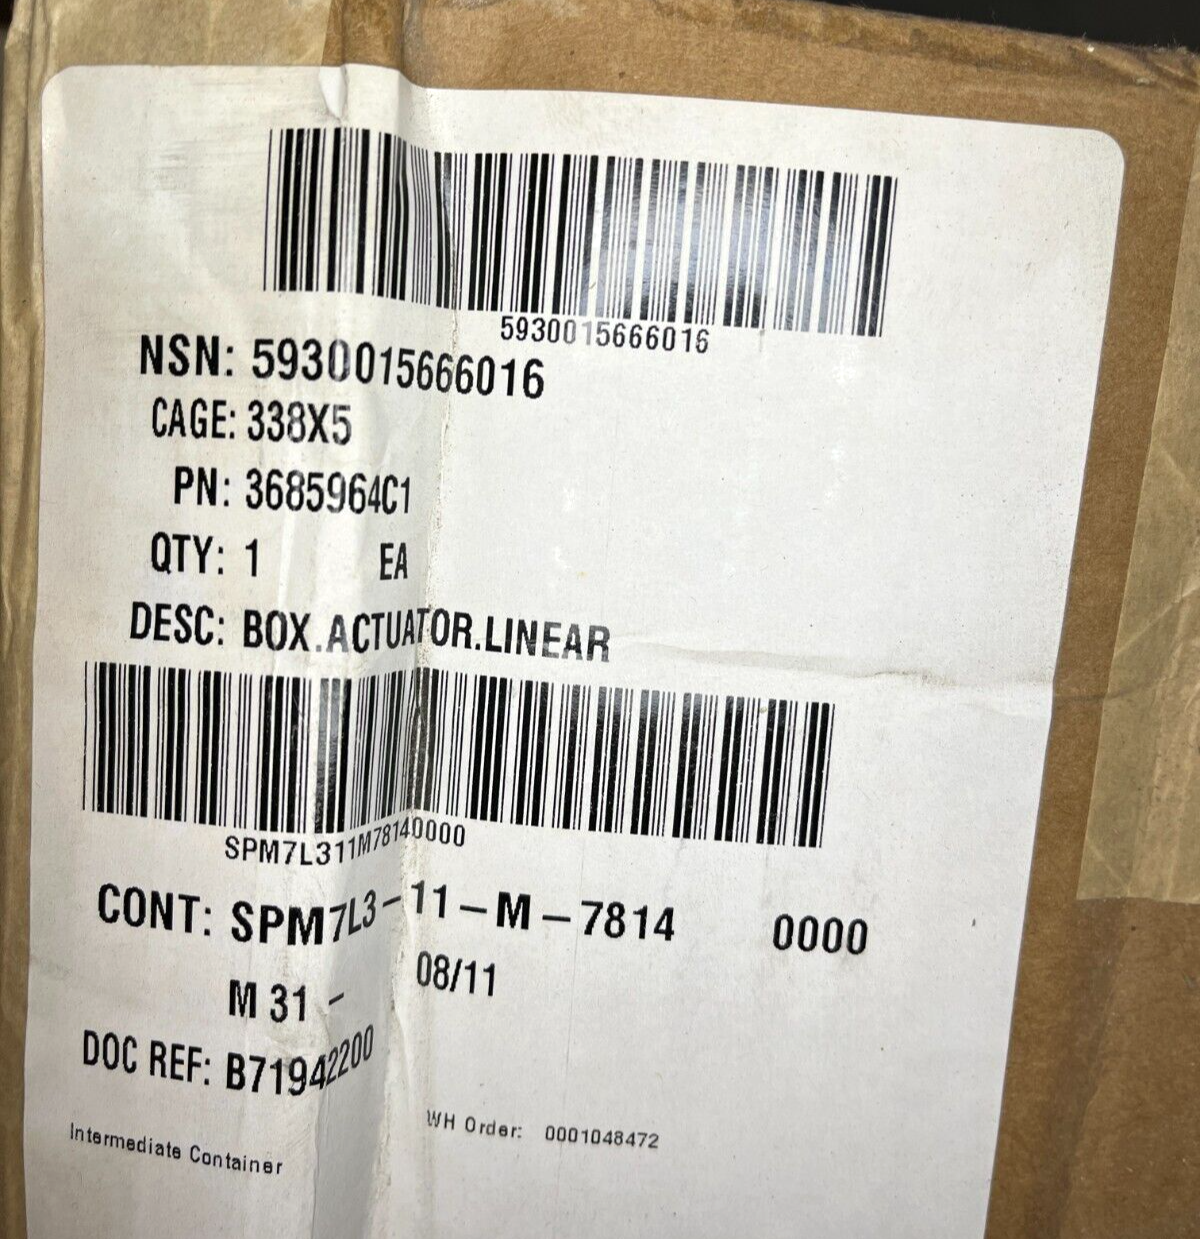 5930015666016
NSN: 5930015666016
CAGE: 338X5
PN: 3685964C1
QTY: 1 EA
DESC: BOX.ACTUATOR.LINEAR
SPM7L311M78140000
CONT: SPM7L3-11-M-7814 0000
M 31 - 08/11
DOC REF: B71942200
WH Order: 0001048472
Intermediate Container